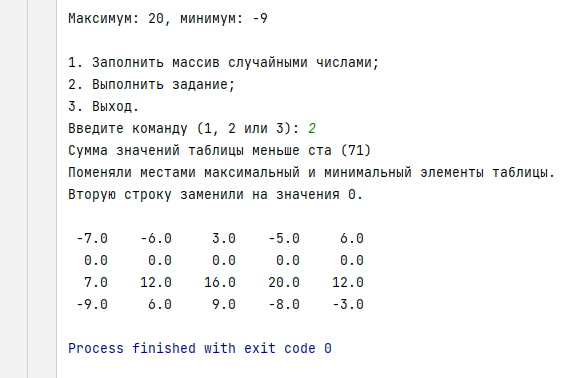 Максимум: 20, минимум: -9
1. Заполнить массив случайными числами;
2. Выполнить задание;
3. Выход.
Введите команду (1, 2 или 3): 2
Сумма значений таблицы меньше ста (71)
Поменяли местами максимальный и минимальный элементы таблицы.
Вторую строку заменили на значения 0.
-7.0 -6.0 3.0 -5.0 6.0
0.0 0.0 0.0 0.0 0.0
7.0 12.0 16.0 20.0 12.0
-9.0 6.0 9.0 -8.0 -3.0
Process finished with exit code 0